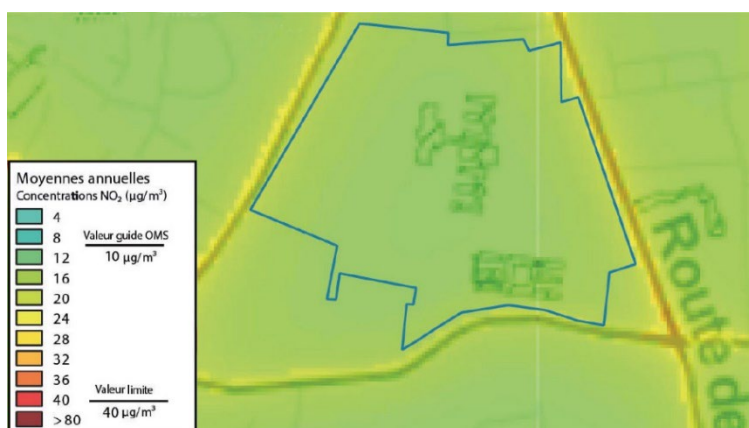 Moyennes annuelles
Concentrations NO₂ (µg/m³)
4
8
Valeur guide OMS
12
10 µg/m³
16
20
24
28
32
36
40
Valeur limite
>80
40 µg/m³
Route de